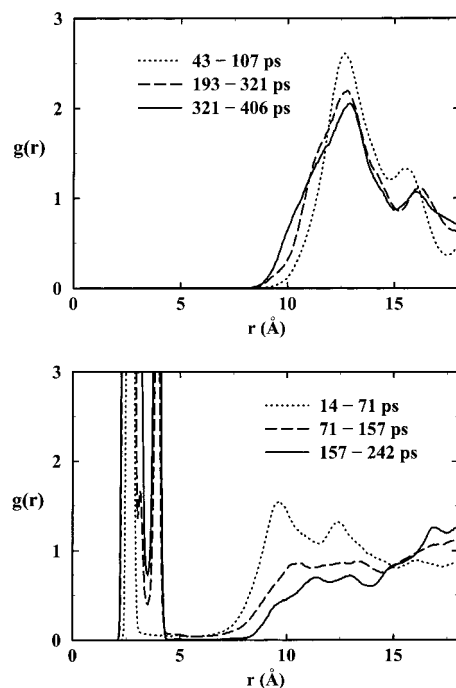 3
43 – 107 ps
193 – 321 ps
2
321 – 406 ps
g(r)
1
0
0 5 10 15
r (Å)
3
14 – 71 ps
71 – 157 ps
2
157 – 242 ps
g(r)
1
0
0 5 10 15
r (Å)